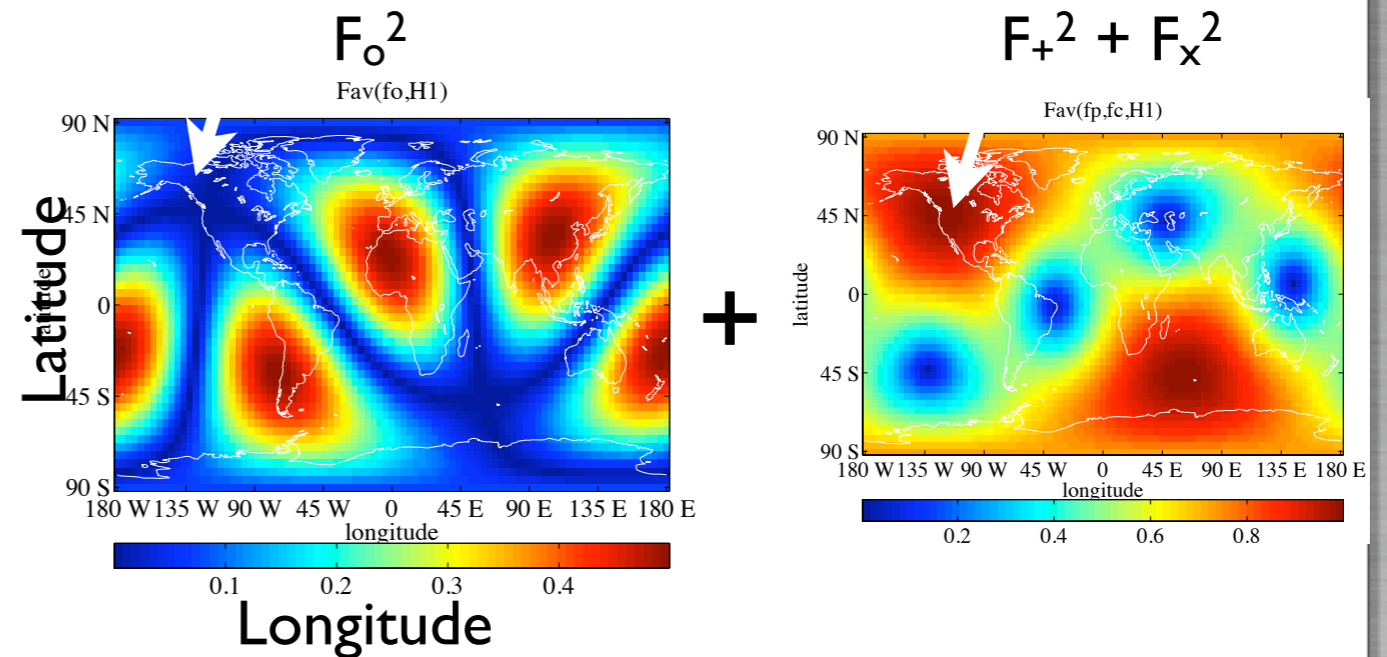 Fₒ²
Fav(fo,H1)
90 N
45 N
0
45 S
90 S
Latitude
latitude
180 W 135 W 90 W 45 W 0 45 E 90 E 135 E 180 E
longitude
0.1 0.2 0.3 0.4
Longitude
+
F₊² + Fₓ²
Fav(fp,fc,H1)
90 N
45 N
0
45 S
90 S
latitude
180 W 135 W 90 W 45 W 0 45 E 90 E 135 E 180 E
longitude
0.2 0.4 0.6 0.8